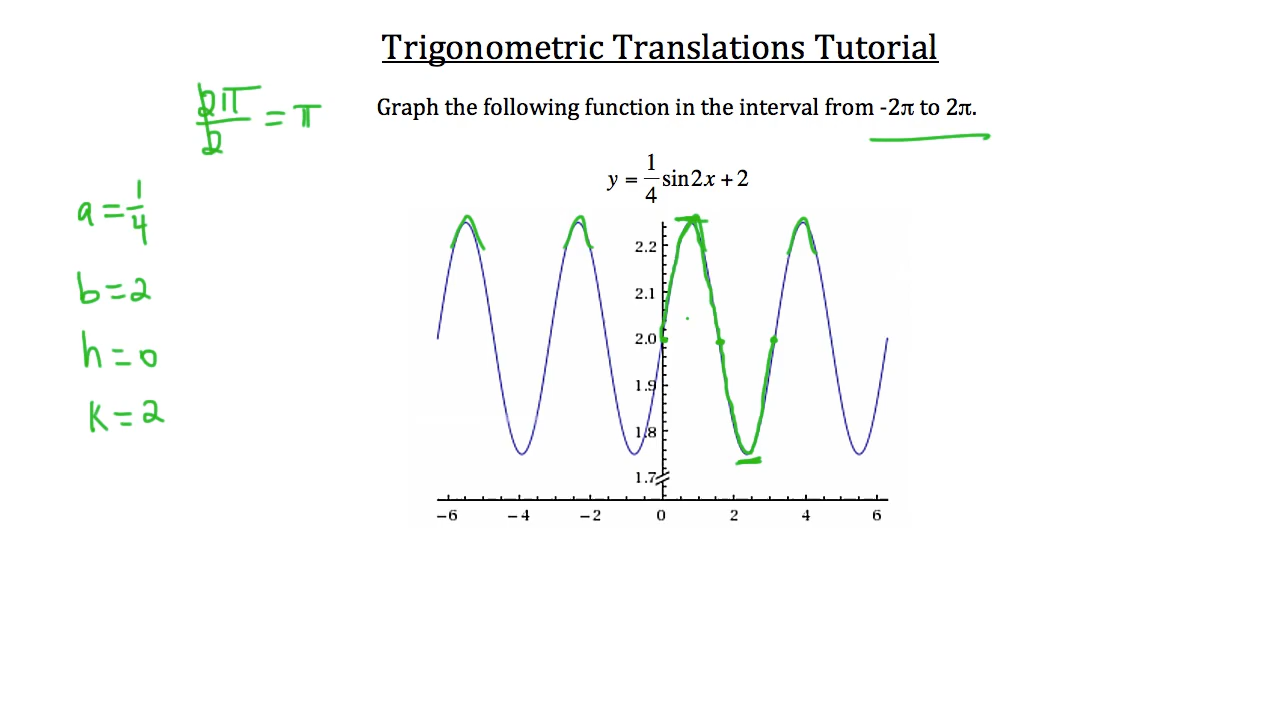 Trigonometric Translations Tutorial
2π/2 = π
Graph the following function in the interval from -2π to 2π.
y = 1/4 sin2x + 2
a = 1/4
b = 2
h = 0
k = 2
2.2
2.1
2.0
1.9
1.8
1.7
−6 −4 −2 0 2 4 6